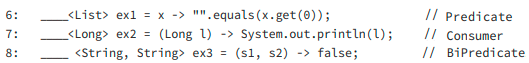 6: ____<List> ex1 = x -> "".equals(x.get(0)); // Predicate
7: ____<Long> ex2 = (Long l) -> System.out.println(l); // Consumer
8: ____ <String, String> ex3 = (s1, s2) -> false; // BiPredicate